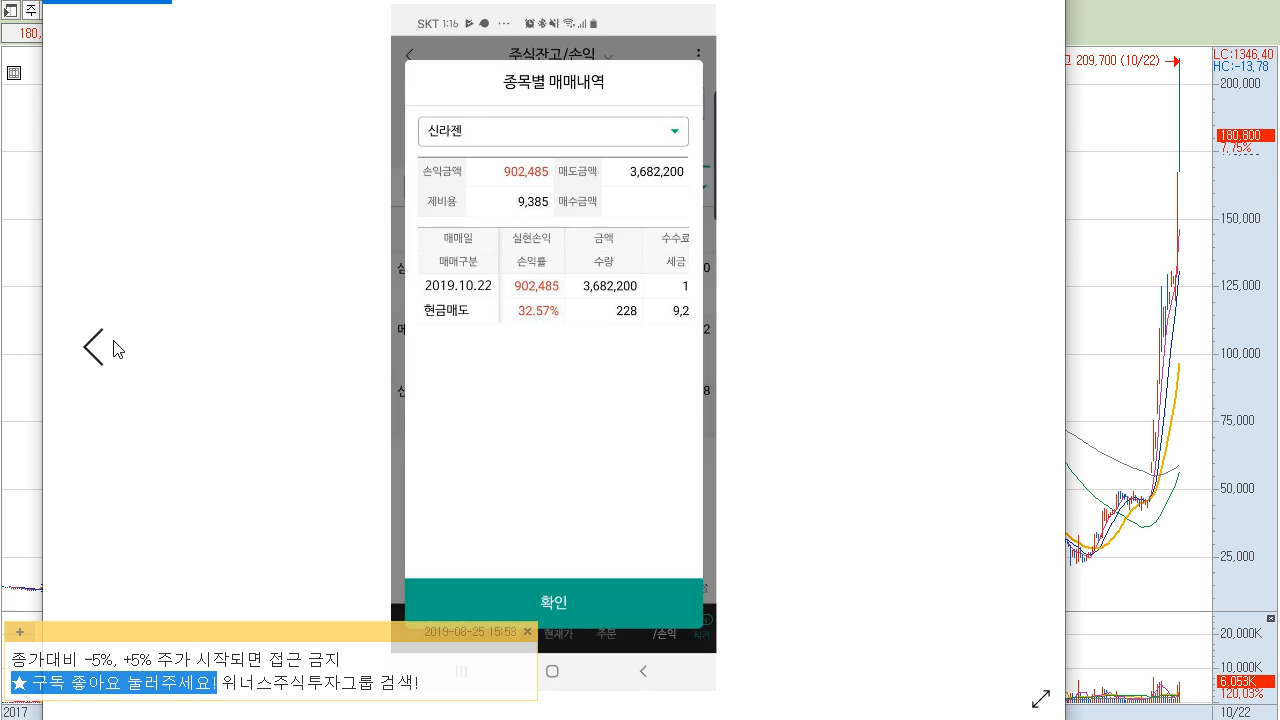 주
180,
SKT 1:16
주식잔고/손익
종목별 매매내역
신라젠
손익금액 902,485 매도금액 3,682,200
제비용 9,385 매수금액
매매일 실현손익 금액 수수료
매매구분 손익률 수량 세금
2019.10.22 902,485 3,682,200 1
현금매도 32.57% 228 9,2
0
2
8
확인
현재가 주문 /손익
2019-08-25 15:53
종가대비 -5%, +5% 주가 시작되면 접근 금지
★ 구독 좋아요 눌러주세요! 위너스주식투자그룹 검색!
2017
209,700 (10/22)
LC:1346.40
HC:-13.78
180,800
7.75%
150,000
100,000
75,000
50,000
25,000
10,000K
6,053K
10/22